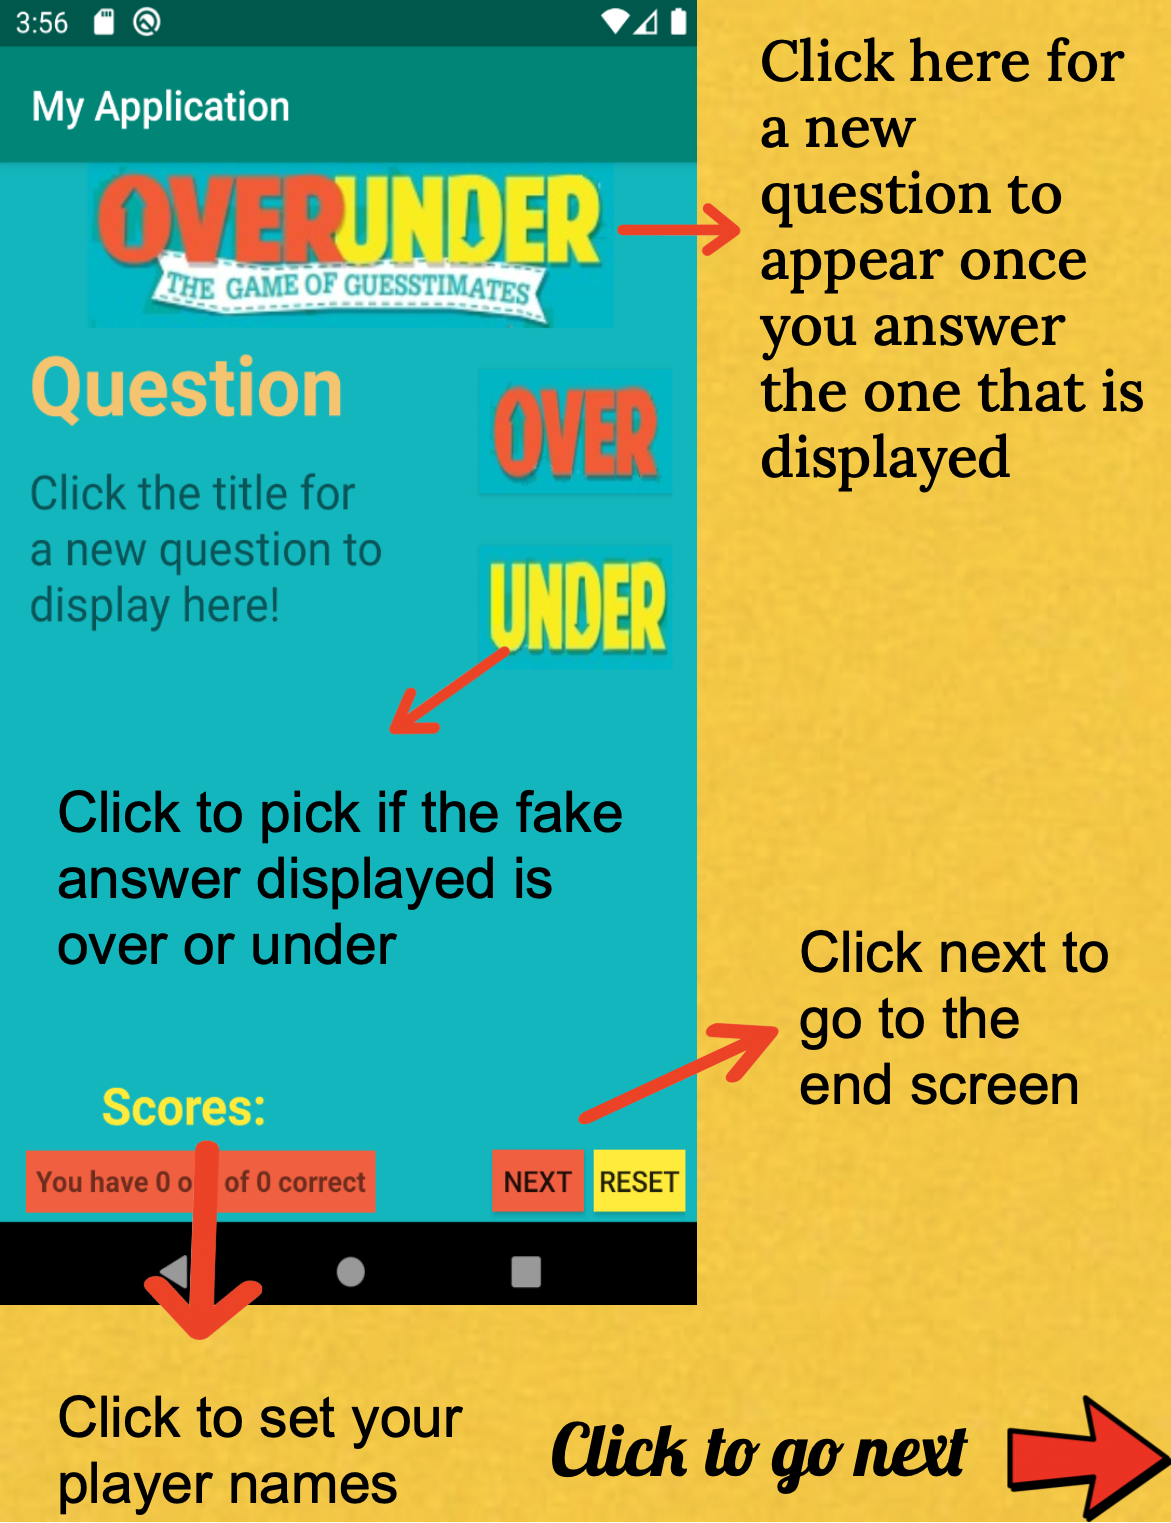 3:56
My Application
OVERUNDER
THE GAME OF GUESSTIMATES
Click here for
a new
question to
appear once
you answer
the one that is
displayed
Question
OVER
Click the title for
a new question to
display here!
UNDER
Click to pick if the fake
answer displayed is
over or under
Click next to
go to the
end screen
Scores:
You have 0 of 0 correct
NEXT
RESET
Click to set your
player names
Click to go next